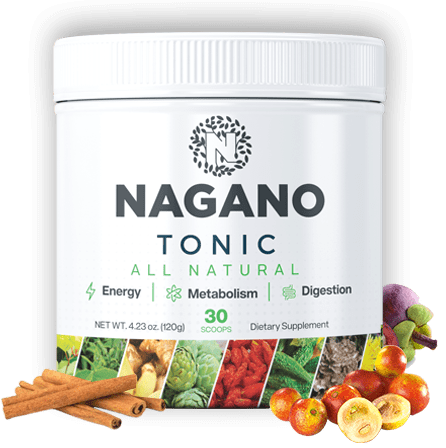 N
NAGANO
TONIC
ALL NATURAL
Energy | Metabolism | Digestion
NET WT. 4.23 oz. (120g) 30 SCOOPS Dietary Supplement